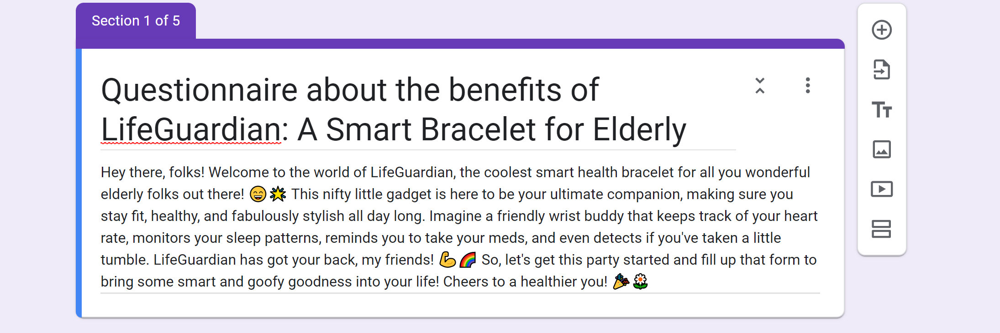 Section 1 of 5
Questionnaire about the benefits of
LifeGuardian: A Smart Bracelet for Elderly
Hey there, folks! Welcome to the world of LifeGuardian, the coolest smart health bracelet for all you wonderful
elderly folks out there! 😄🌟 This nifty little gadget is here to be your ultimate companion, making sure you
stay fit, healthy, and fabulously stylish all day long. Imagine a friendly wrist buddy that keeps track of your heart
rate, monitors your sleep patterns, reminds you to take your meds, and even detects if you've taken a little
tumble. LifeGuardian has got your back, my friends! 💪🌈 So, let's get this party started and fill up that form to
bring some smart and goofy goodness into your life! Cheers to a healthier you! 🎉🌼
Tт